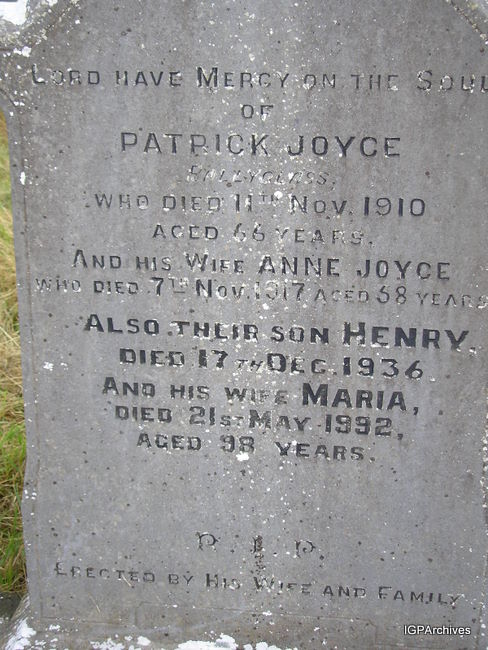 LORD HAVE MERCY ON THE SOUL
OF
PATRICK JOYCE
BALLYGLASS,
WHO DIED 11TH NOV. 1910
AGED 66 YEARS.
AND HIS WIFE ANNE JOYCE
WHO DIED 7TH NOV. 1917 AGED 68 YEARS
ALSO THEIR SON HENRY,
DIED 17TH DEC. 1936
AND HIS WIFE MARIA,
DIED 21ST MAY 1992,
AGED 98 YEARS.
R.I.P.
ERECTED BY HIS WIFE AND FAMILY
IGPArchives